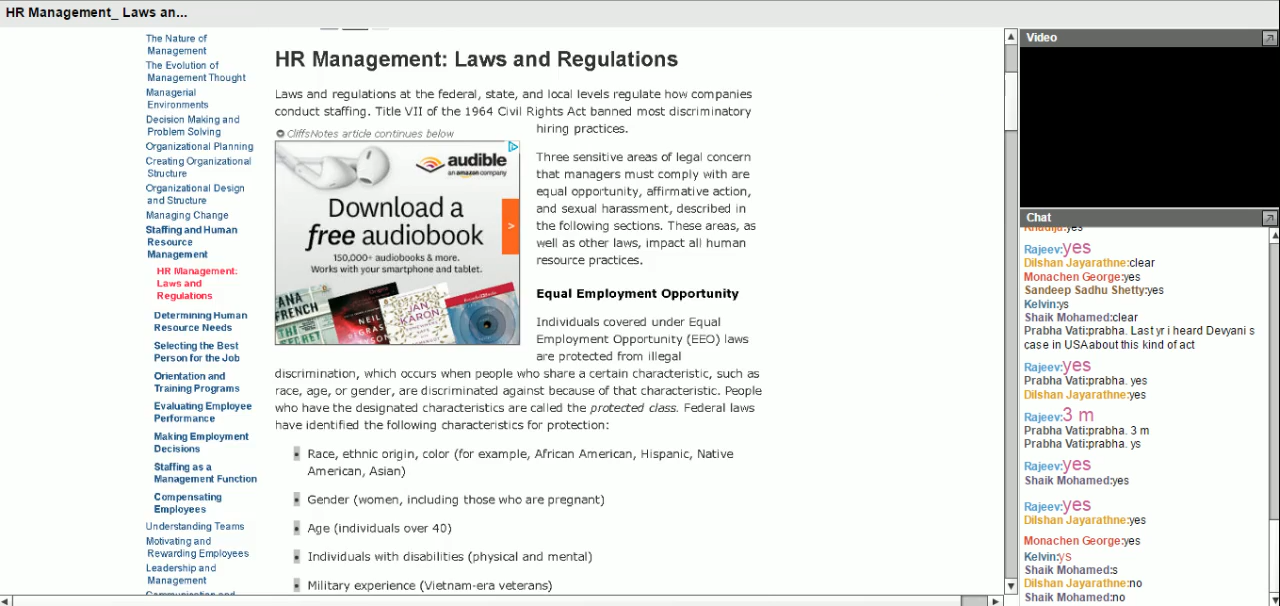 HR Management_ Laws an...
The Nature of
Management
The Evolution of
Management Thought
Managerial
Environments
Decision Making and
Problem Solving
Organizational Planning
Creating Organizational
Structure
Organizational Design
and Structure
Managing Change
Staffing and Human
Resource
Management
HR Management:
Laws and
Regulations
Determining Human
Resource Needs
Selecting the Best
Person for the Job
Orientation and
Training Programs
Evaluating Employee
Performance
Making Employment
Decisions
Staffing as a
Management Function
Compensating
Employees
Understanding Teams
Motivating and
Rewarding Employees
Leadership and
Management
Communication and
HR Management: Laws and Regulations
Laws and regulations at the federal, state, and local levels regulate how companies
conduct staffing. Title VII of the 1964 Civil Rights Act banned most discriminatory
hiring practices.
CliffsNotes article continues below
audible
an amazon company
Download a
free audiobook
>
150,000+ audiobooks & more.
Works with your smartphone and tablet.
ANA
FRENCH
THE
SECRET
NEIL
JAN
KARON
Three sensitive areas of legal concern
that managers must comply with are
equal opportunity, affirmative action,
and sexual harassment, described in
the following sections. These areas, as
well as other laws, impact all human
resource practices.
Equal Employment Opportunity
Individuals covered under Equal
Employment Opportunity (EEO) laws
are protected from illegal
discrimination, which occurs when people who share a certain characteristic, such as
race, age, or gender, are discriminated against because of that characteristic. People
who have the designated characteristics are called the protected class. Federal laws
have identified the following characteristics for protection:
Race, ethnic origin, color (for example, African American, Hispanic, Native
American, Asian)
Gender (women, including those who are pregnant)
Age (individuals over 40)
Individuals with disabilities (physical and mental)
Military experience (Vietnam-era veterans)
Video
Chat
Khadija:yes
Rajeev:yes
Dilshan Jayarathne:clear
Monachen George:yes
Sandeep Sadhu Shetty:yes
Kelvin:ys
Shaik Mohamed:clear
Prabha Vati:prabha. Last yr i heard Devyani s
case in USAabout this kind of act
Rajeev:yes
Prabha Vati:prabha. yes
Dilshan Jayarathne:yes
Rajeev:3 m
Prabha Vati:prabha. 3 m
Prabha Vati:prabha. ys
Rajeev:yes
Shaik Mohamed:yes
Rajeev:yes
Dilshan Jayarathne:yes
Monachen George:yes
Kelvin:ys
Shaik Mohamed:s
Dilshan Jayarathne:no
Shaik Mohamed:no